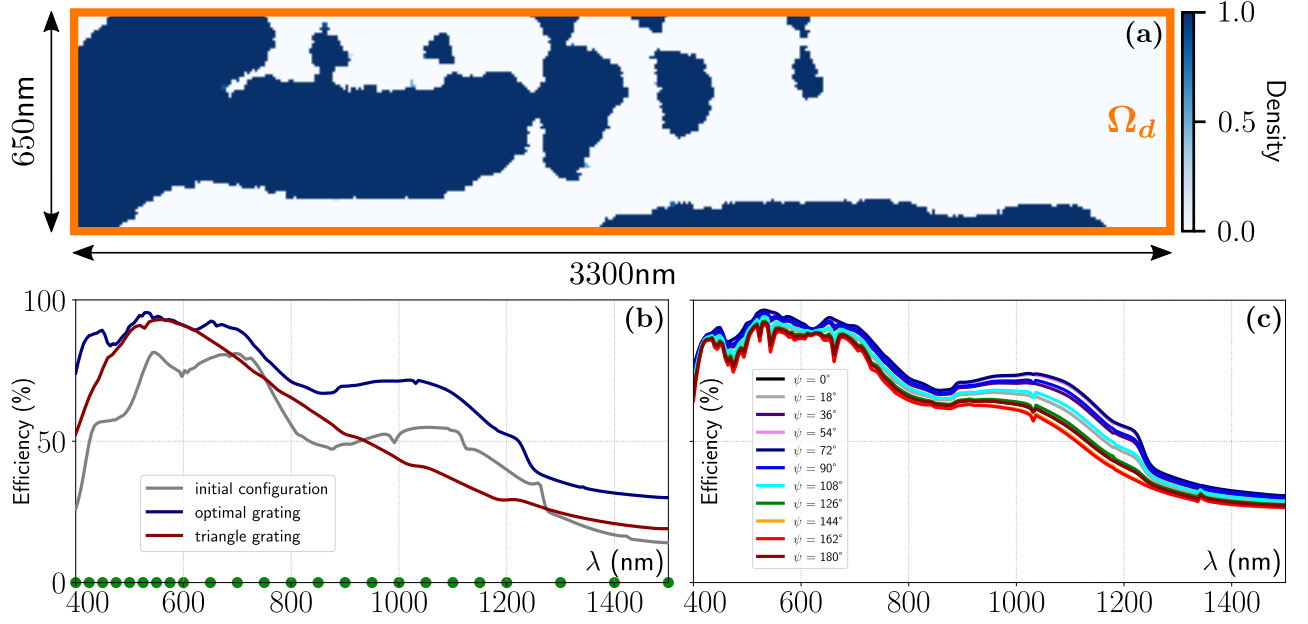 (a)
650nm
Ω_d
1.0
0.5
0.0
Density
3300nm
(b)
100
50
0
Efficiency (%)
initial configuration
optimal grating
triangle grating
λ (nm)
400 600 800 1000 1200 1400
(c)
Efficiency (%)
ψ = 0°
ψ = 18°
ψ = 36°
ψ = 54°
ψ = 72°
ψ = 90°
ψ = 108°
ψ = 126°
ψ = 144°
ψ = 162°
ψ = 180°
λ (nm)
400 600 800 1000 1200 1400